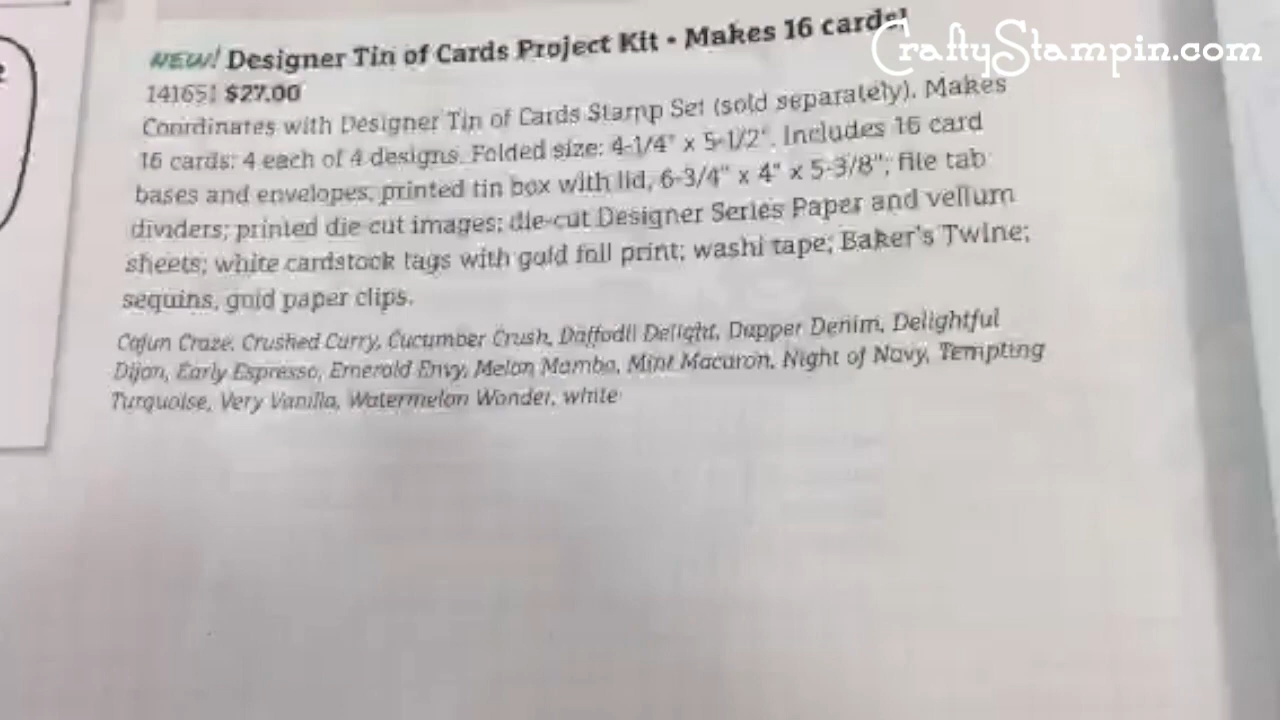 CraftyStampin.com
NEW! Designer Tin of Cards Project Kit • Makes 16 cards!
141651 $27.00
Coordinates with Designer Tin of Cards Stamp Set (sold separately). Makes
16 cards: 4 each of 4 designs. Folded size: 4-1/4" x 5-1/2". Includes 16 card
bases and envelopes; printed tin box with lid, 6-3/4" x 4" x 5-3/8"; file tab
dividers; printed die cut images; die-cut Designer Series Paper and vellum
sheets; white cardstock tags with gold foil print; washi tape; Baker's Twine;
sequins, gold paper clips.
Cajun Craze, Crushed Curry, Cucumber Crush, Daffodil Delight, Dapper Denim, Delightful
Dijon, Early Espresso, Emerald Envy, Melon Mambo, Mint Macaron, Night of Navy, Tempting
Turquoise, Very Vanilla, Watermelon Wonder, white